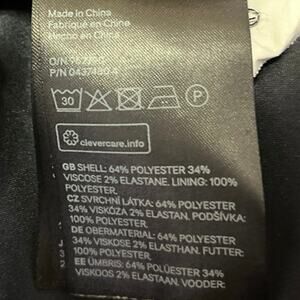 Made in China
Fabriqué en Chine
Hecho en China
O/N
P/N
30
P
clevercare.info
GB SHELL: 64% POLYESTER 34%
VISCOSE 2% ELASTANE. LINING: 100%
POLYESTER.
CZ SVRCHNÍ LÁTKA: 64% POLYESTER
34% VISKÓZA 2% ELASTAN. PODŠÍVKA:
100% POLYESTER.
DE OBERMATERIAL: 64% POLYESTER
34% VISKOSE 2% ELASTHAN. FUTTER:
100% POLYESTER.
EE ÜMBRIS: 64% POLÜESTER 34%
VISKOOS 2% ELASTAAN. VOODER: